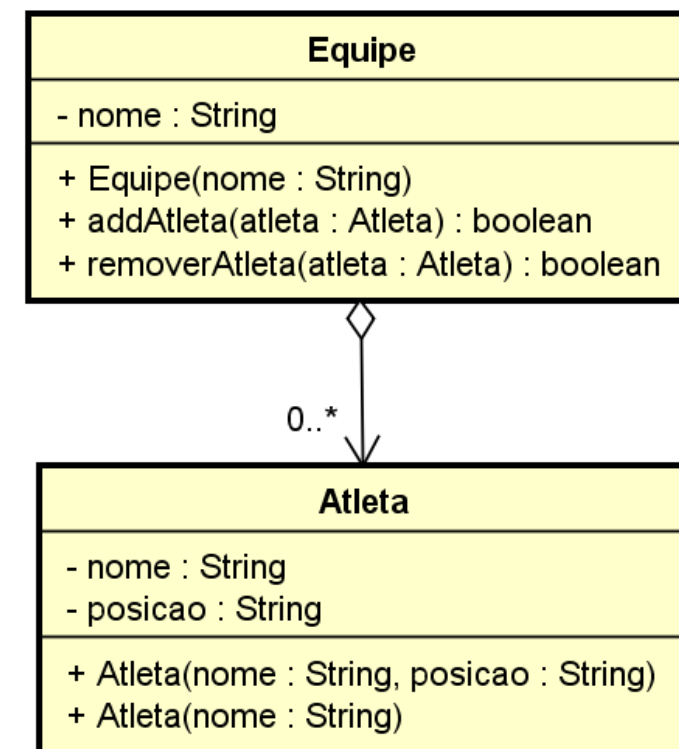 Equipe
- nome : String
+ Equipe(nome : String)
+ addAtleta(atleta : Atleta) : boolean
+ removerAtleta(atleta : Atleta) : boolean
0..*
Atleta
- nome : String
- posicao : String
+ Atleta(nome : String, posicao : String)
+ Atleta(nome : String)